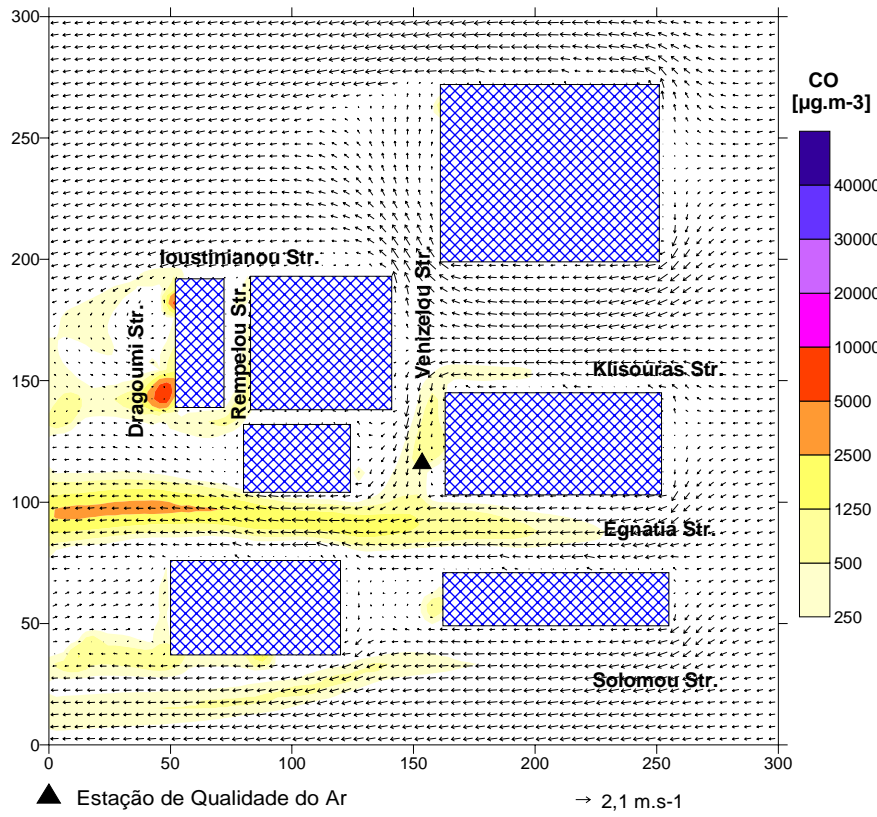 300
250
200
150
100
50
0
0 50 100 150 200 250 300
Ioustinianou Str.
Dragoumi Str.
Rempelou Str.
Venizelou Str.
Klisouras Str.
Egnatia Str.
Solomou Str.
CO
[µg.m-3]
40000
30000
20000
10000
5000
2500
1250
500
250
Estação de Qualidade do Ar
2,1 m.s-1